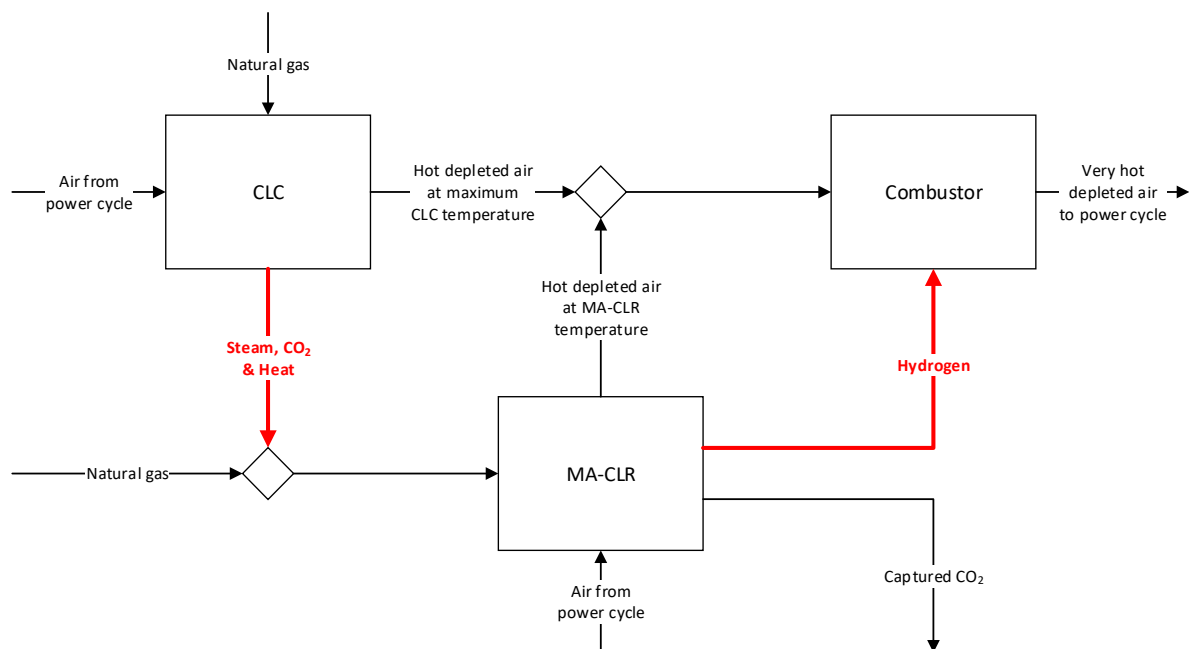 Natural gas
CLC
Air from
power cycle
Hot depleted air
at maximum
CLC temperature
Combustor
Very hot
depleted air
to power cycle
Hot depleted air
at MA-CLR
temperature
Steam, CO₂
& Heat
Hydrogen
Natural gas
MA-CLR
Air from
power cycle
Captured CO₂